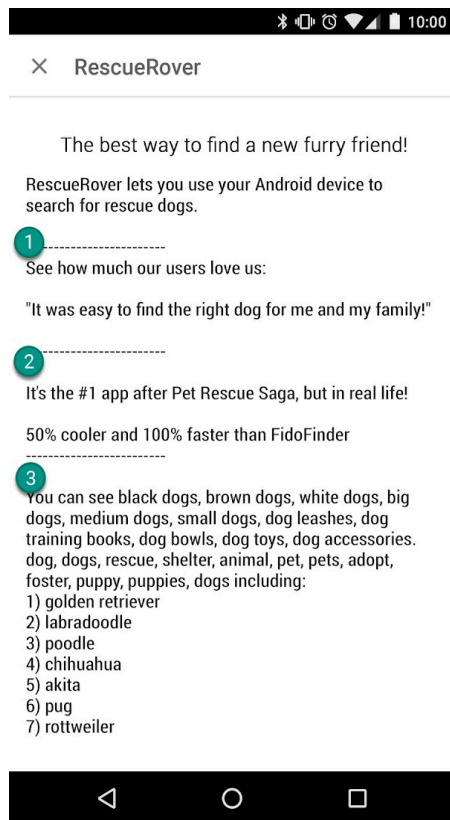 10:00
RescueRover
The best way to find a new furry friend!
RescueRover lets you use your Android device to
search for rescue dogs.
1
-----------------------
See how much our users love us:
"It was easy to find the right dog for me and my family!"
-----------------------
2
It's the #1 app after Pet Rescue Saga, but in real life!
50% cooler and 100% faster than FidoFinder
-------------------------
3
You can see black dogs, brown dogs, white dogs, big
dogs, medium dogs, small dogs, dog leashes, dog
training books, dog bowls, dog toys, dog accessories.
dog, dogs, rescue, shelter, animal, pet, pets, adopt,
foster, puppy, puppies, dogs including:
1) golden retriever
2) labradoodle
3) poodle
4) chihuahua
5) akita
6) pug
7) rottweiler